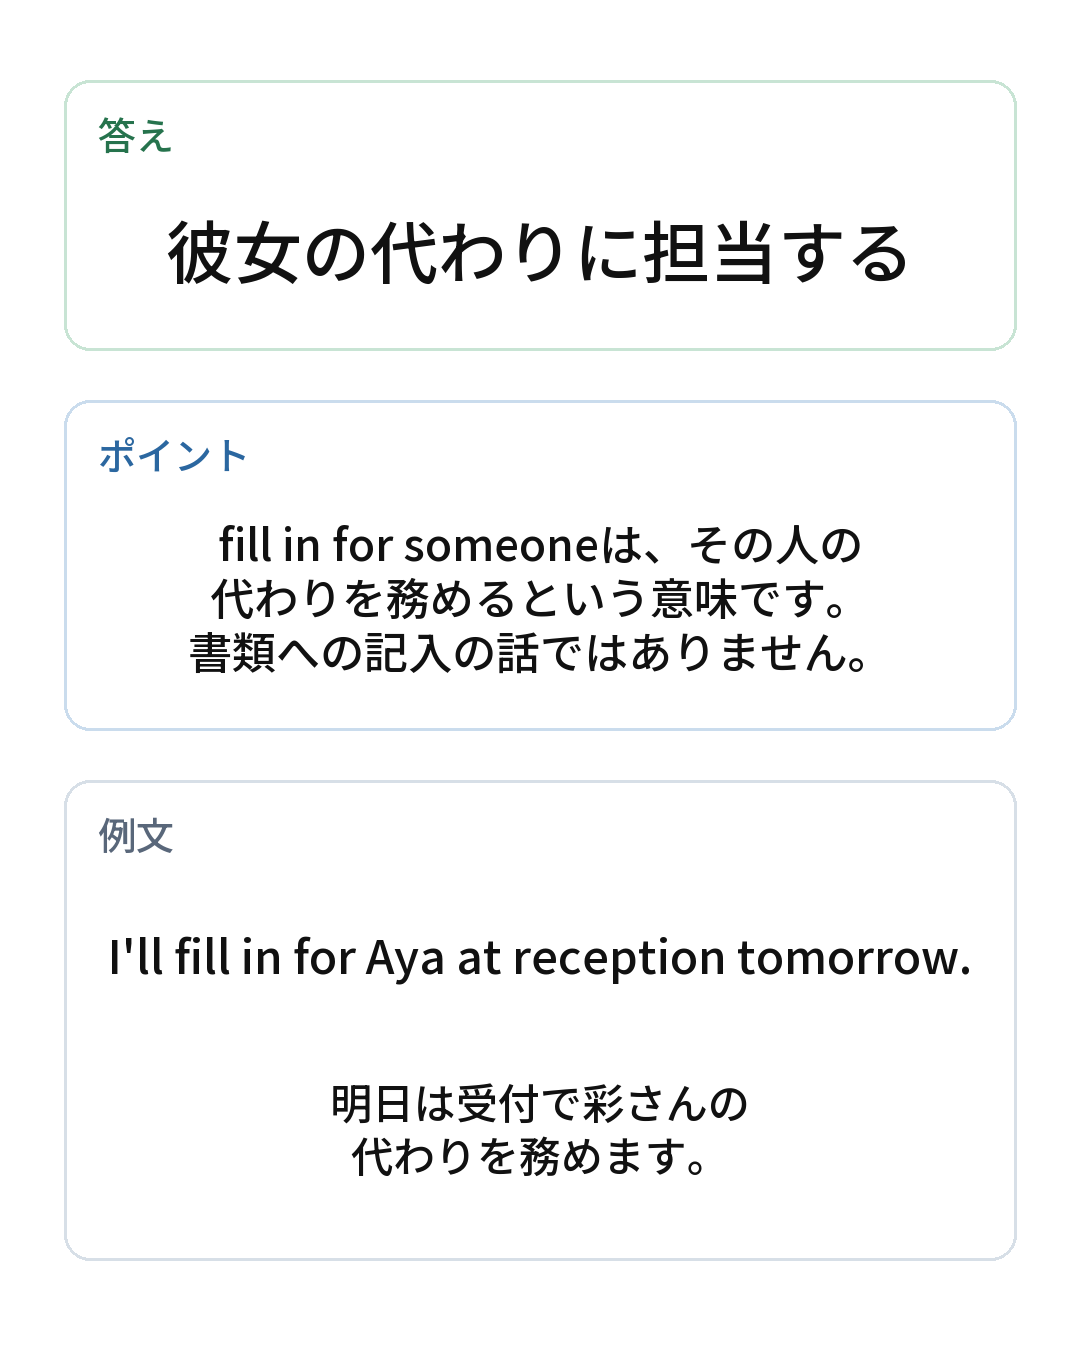 答え
彼女の代わりに担当する
ポイント
fill in for someoneは、その人の
代わりを務めるという意味です。
書類への記入の話ではありません。
例文
I'll fill in for Aya at reception tomorrow.
明日は受付で彩さんの
代わりを務めます。